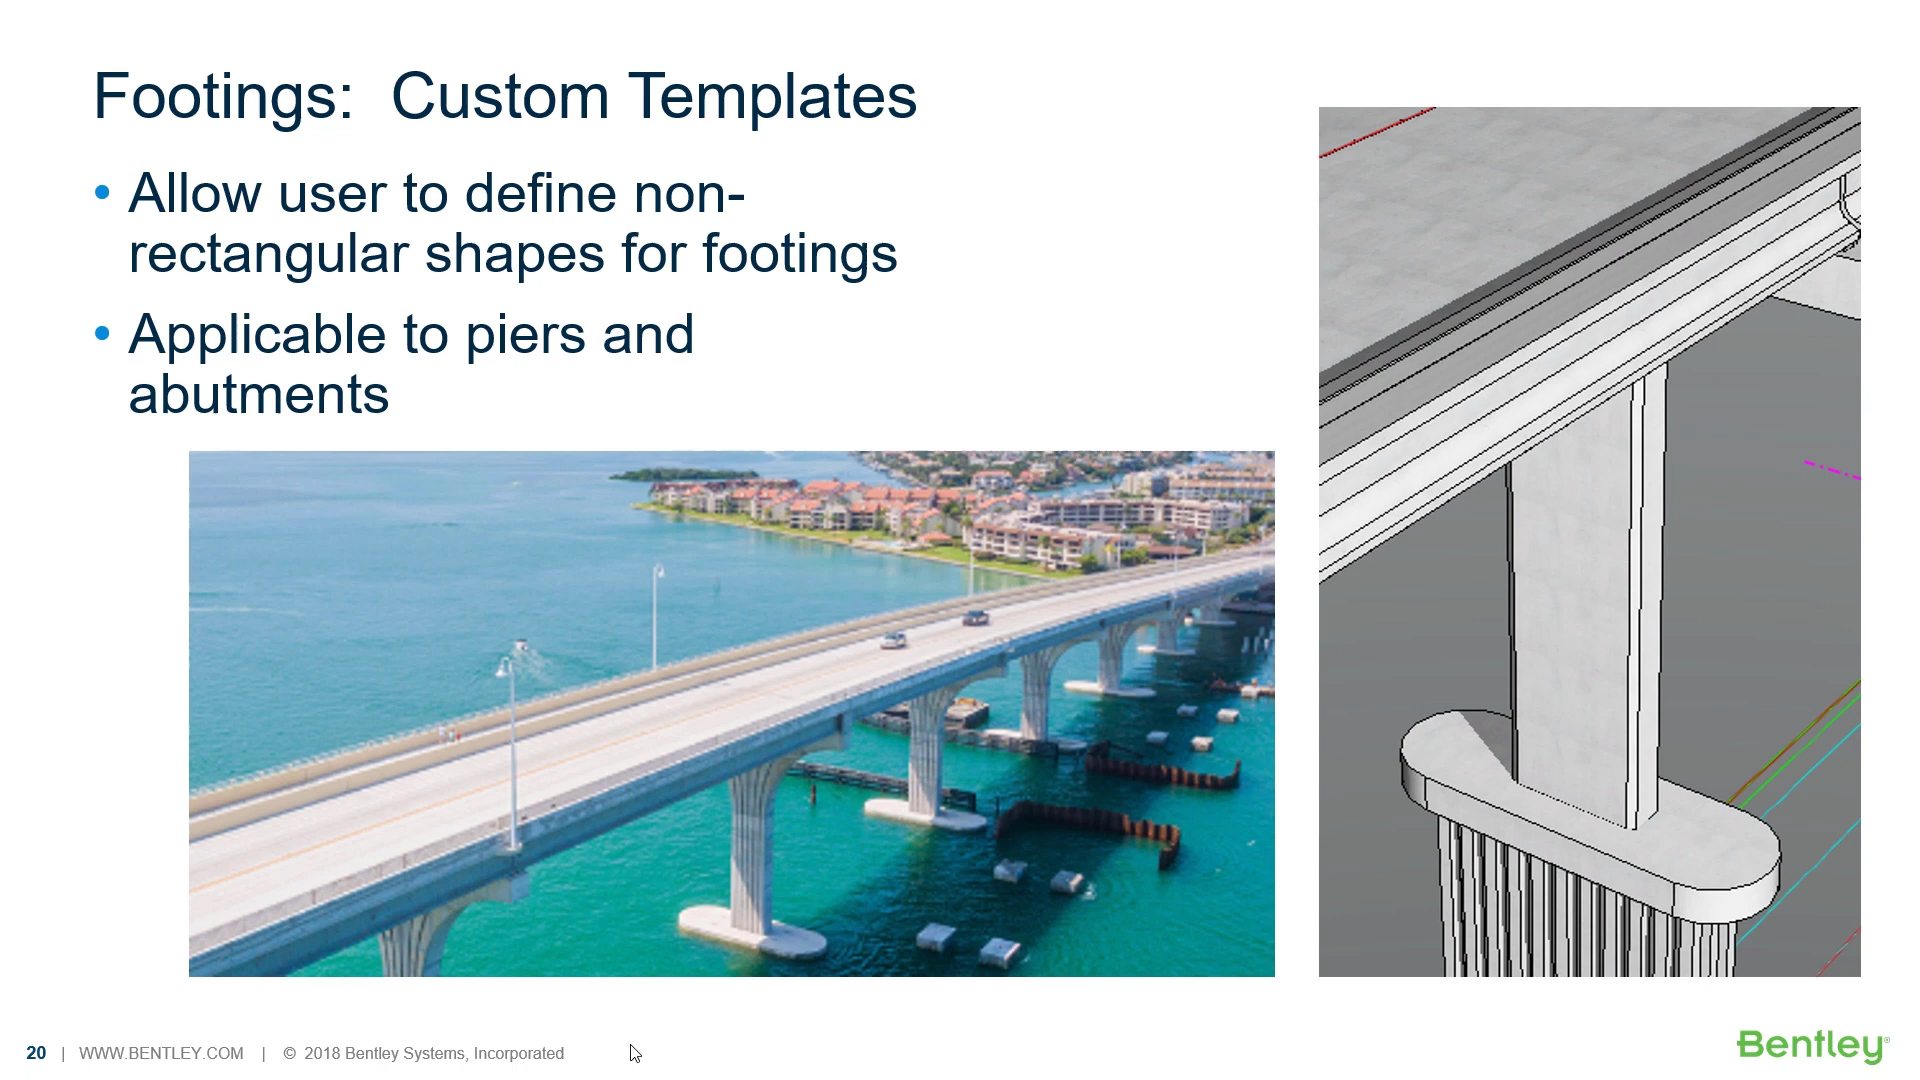 Footings:  Custom Templates
• Allow user to define non-
rectangular shapes for footings
• Applicable to piers and
abutments
20 | WWW.BENTLEY.COM | © 2018 Bentley Systems, Incorporated
Bentley®